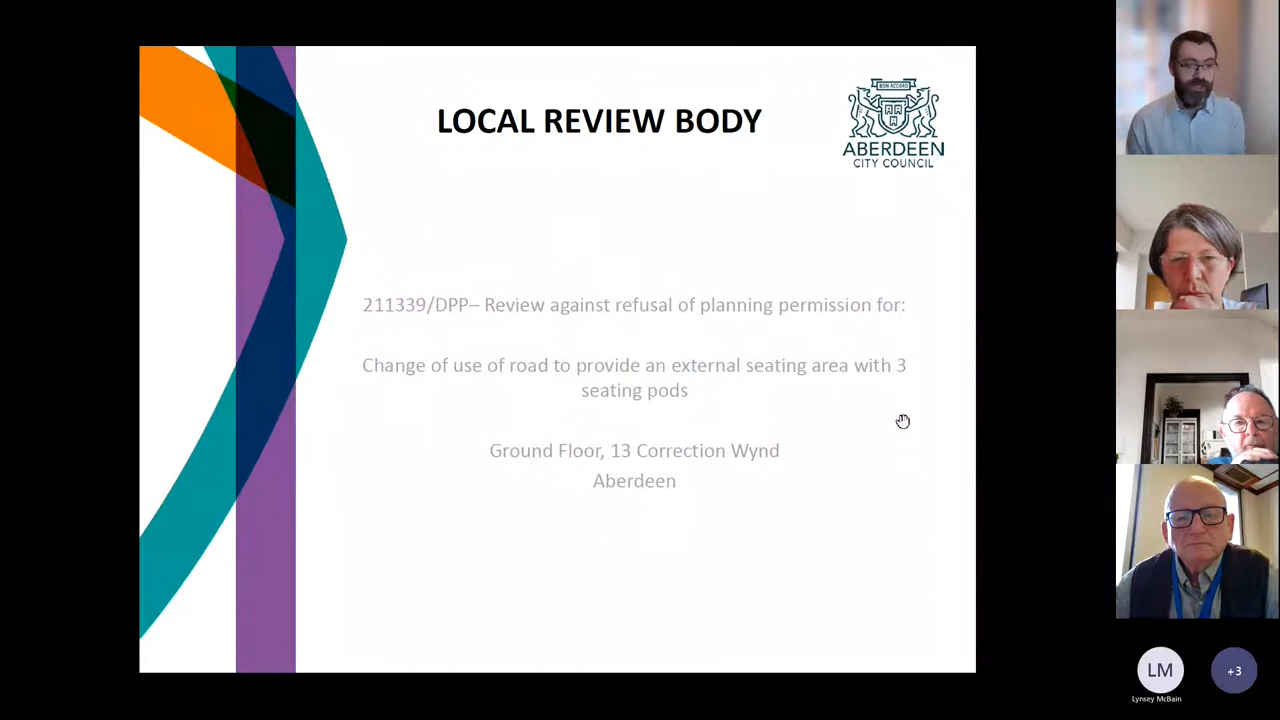 LOCAL REVIEW BODY
BON ACCORD
ABERDEEN
CITY COUNCIL
211339/DPP– Review against refusal of planning permission for:
Change of use of road to provide an external seating area with 3
seating pods
Ground Floor, 13 Correction Wynd
Aberdeen
LM
+3
Lynsey McBain